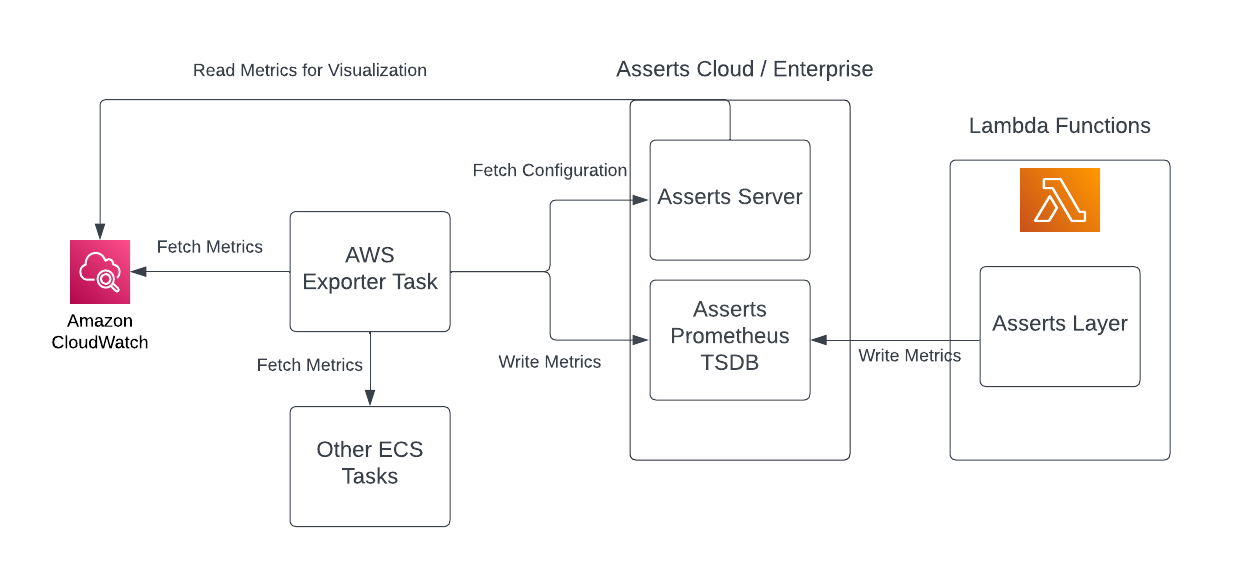 Read Metrics for Visualization
Asserts Cloud / Enterprise
Lambda Functions
Fetch Configuration
Asserts Server
Fetch Metrics
AWS
Exporter Task
Amazon
CloudWatch
Asserts
Prometheus
TSDB
Asserts Layer
Write Metrics
Write Metrics
Fetch Metrics
Other ECS
Tasks